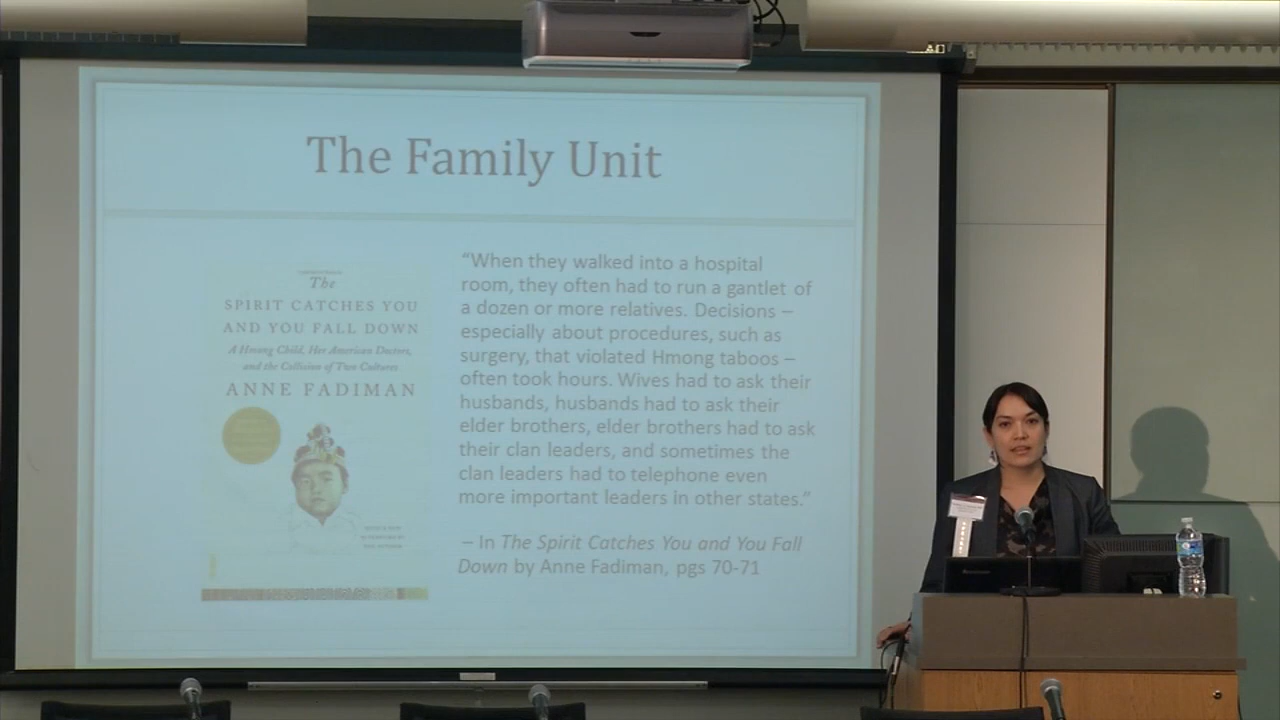 The Family Unit
The
SPIRIT CATCHES YOU
AND YOU FALL DOWN
A Hmong Child, Her American Doctors,
and the Collision of Two Cultures
ANNE FADIMAN
“When they walked into a hospital
room, they often had to run a gantlet of
a dozen or more relatives. Decisions –
especially about procedures, such as
surgery, that violated Hmong taboos –
often took hours. Wives had to ask their
husbands, husbands had to ask their
elder brothers, elder brothers had to ask
their clan leaders, and sometimes the
clan leaders had to telephone even
more important leaders in other states.”
– In The Spirit Catches You and You Fall
Down by Anne Fadiman, pgs 70-71